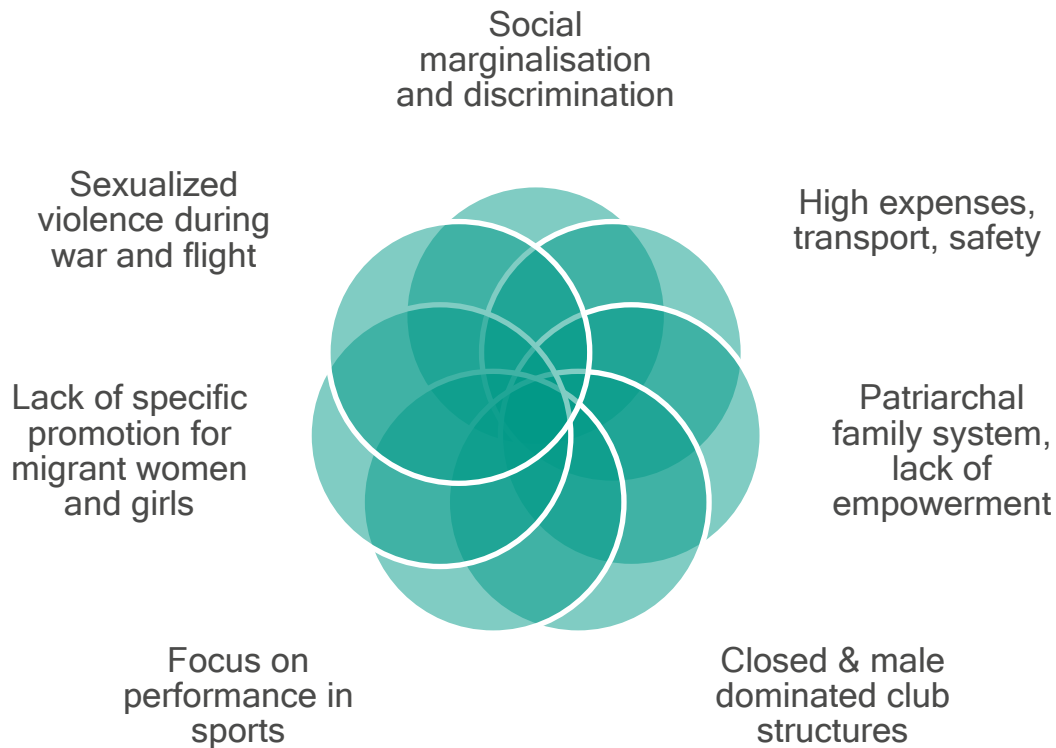 Social
marginalisation
and discrimination
Sexualized
violence during
war and flight
High expenses,
transport, safety
Lack of specific
promotion for
migrant women
and girls
Patriarchal
family system,
lack of
empowerment
Focus on
performance in
sports
Closed & male
dominated club
structures